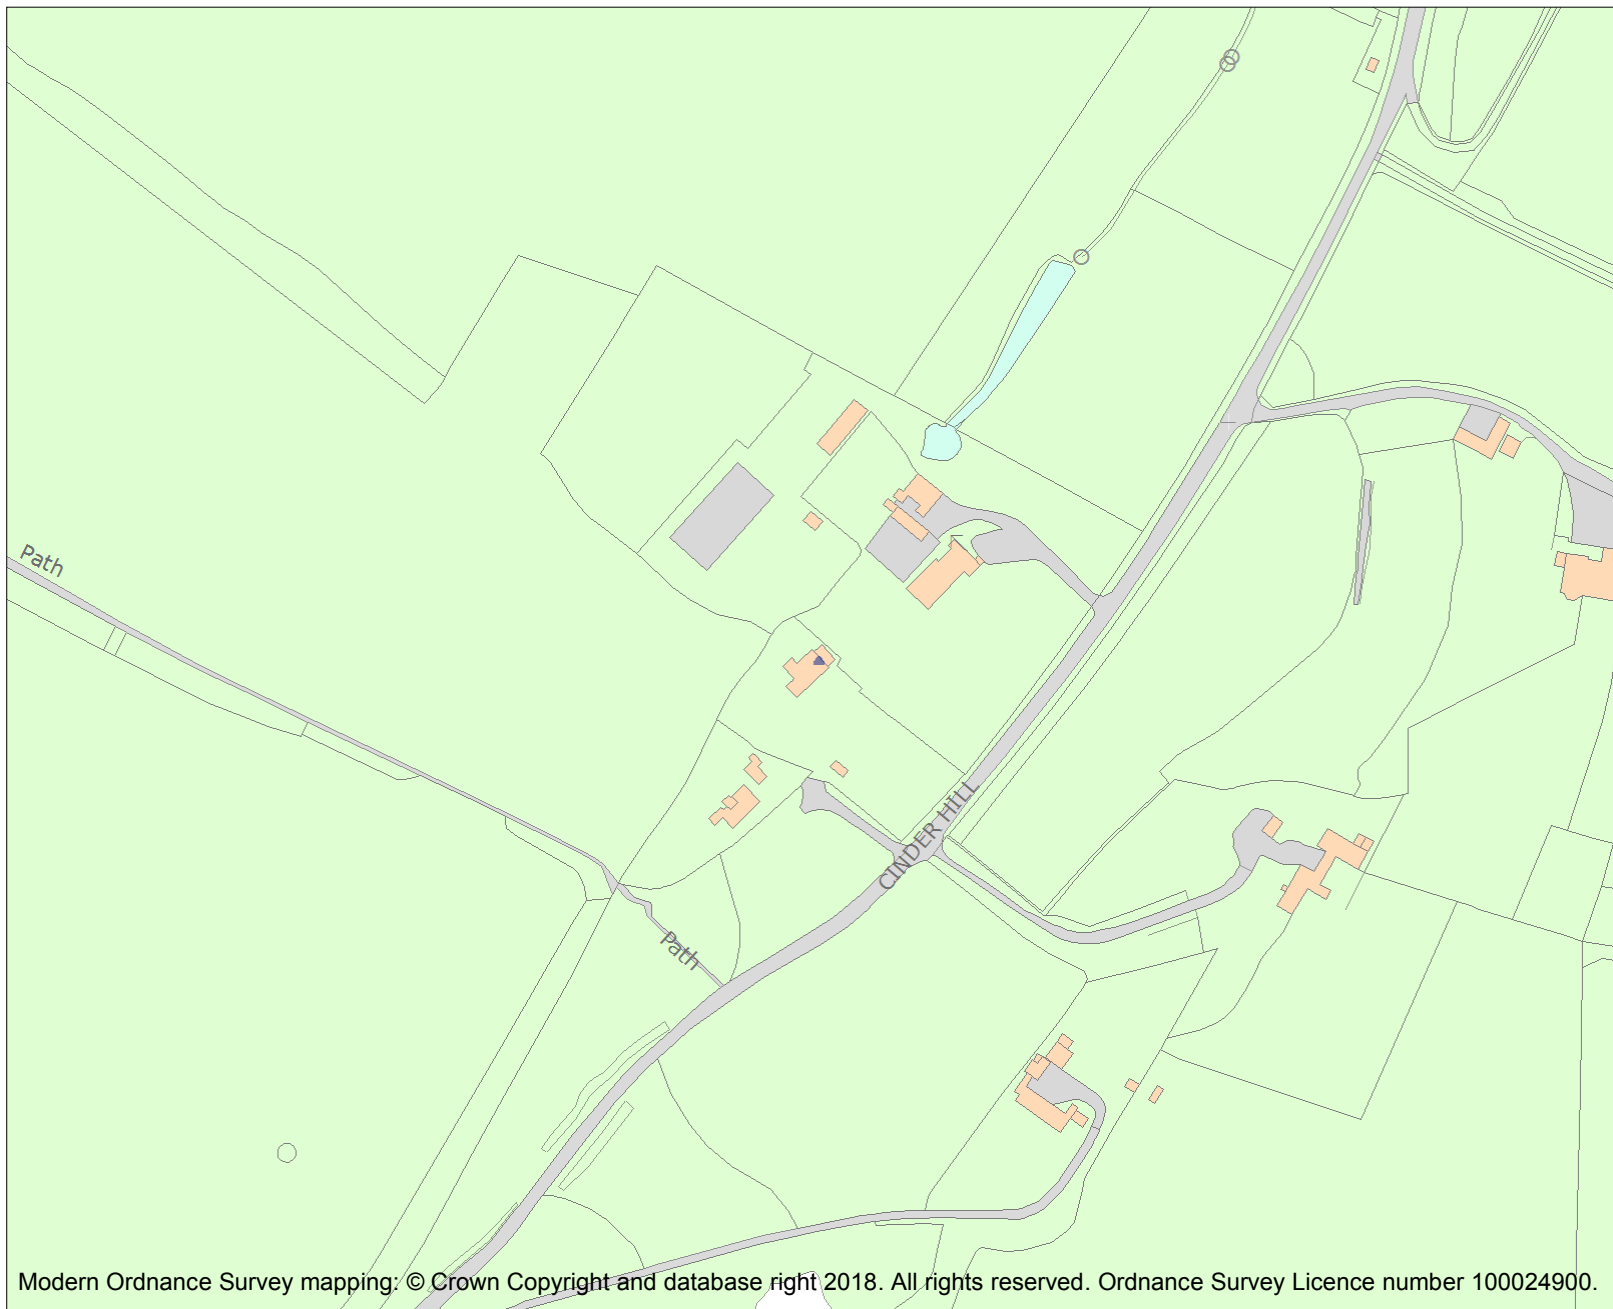 Path
CINDER HILL
Path
Modern Ordnance Survey mapping: © Crown Copyright and database right 2018. All rights reserved. Ordnance Survey Licence number 100024900.